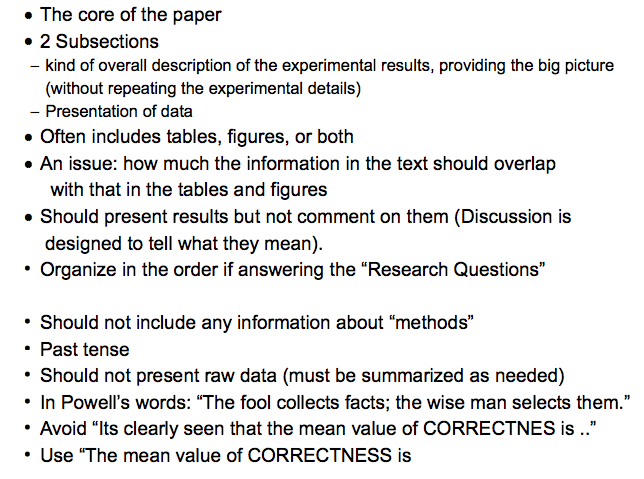 • The core of the paper
• 2 Subsections
– kind of overall description of the experimental results, providing the big picture
(without repeating the experimental details)
– Presentation of data
• Often includes tables, figures, or both
• An issue: how much the information in the text should overlap
with that in the tables and figures
• Should present results but not comment on them (Discussion is
designed to tell what they mean).
• Organize in the order if answering the “Research Questions”
• Should not include any information about “methods”
• Past tense
• Should not present raw data (must be summarized as needed)
• In Powell’s words: “The fool collects facts; the wise man selects them.”
• Avoid “Its clearly seen that the mean value of CORRECTNES is ..”
• Use “The mean value of CORRECTNESS is